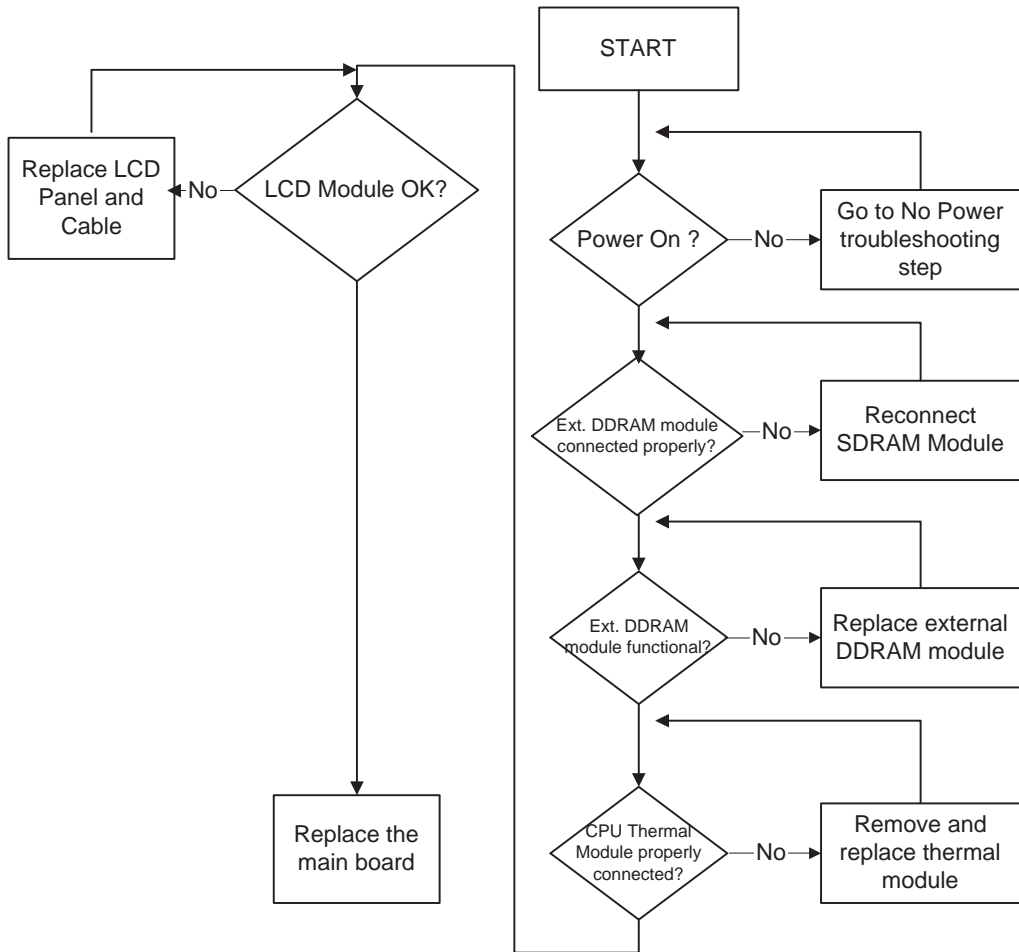 START
Power On ?
No
Go to No Power
troubleshooting
step
Ext. DDRAM module
connected properly?
No
Reconnect
SDRAM Module
Ext. DDRAM
module functional?
No
Replace external
DDRAM module
CPU Thermal
Module properly
connected?
No
Remove and
replace thermal
module
LCD Module OK?
No
Replace LCD
Panel and
Cable
Replace the
main board